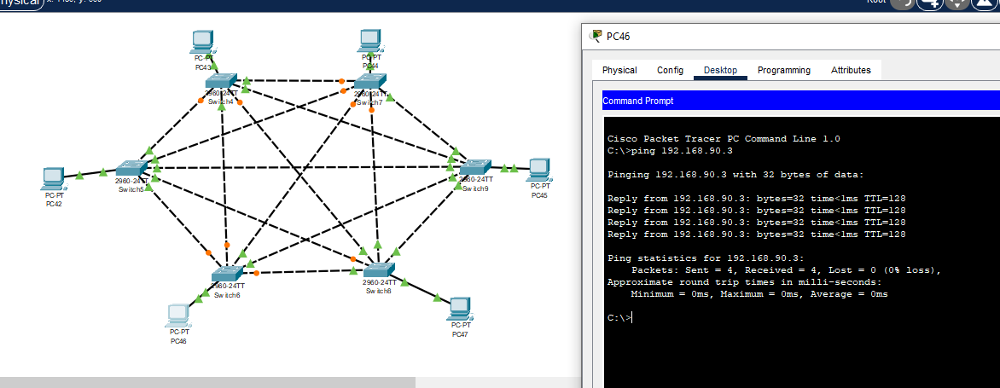 PC46
Physical Config Desktop Programming Attributes
Command Prompt
Cisco Packet Tracer PC Command Line 1.0
C:\>ping 192.168.90.3
Pinging 192.168.90.3 with 32 bytes of data:
Reply from 192.168.90.3: bytes=32 time<1ms TTL=128
Reply from 192.168.90.3: bytes=32 time<1ms TTL=128
Reply from 192.168.90.3: bytes=32 time<1ms TTL=128
Reply from 192.168.90.3: bytes=32 time<1ms TTL=128
Ping statistics for 192.168.90.3:
Packets: Sent = 4, Received = 4, Lost = 0 (0% loss),
Approximate round trip times in milli-seconds:
Minimum = 0ms, Maximum = 0ms, Average = 0ms
C:\>
PC-PT
PC43
PC-PT
PC44
2960-24TT
Switch4
2960-24TT
Switch7
PC-PT
PC42
2960-24TT
Switch5
2960-24TT
Switch9
PC-PT
PC45
2960-24TT
Switch6
2960-24TT
Switch8
PC-PT
PC46
PC-PT
PC47